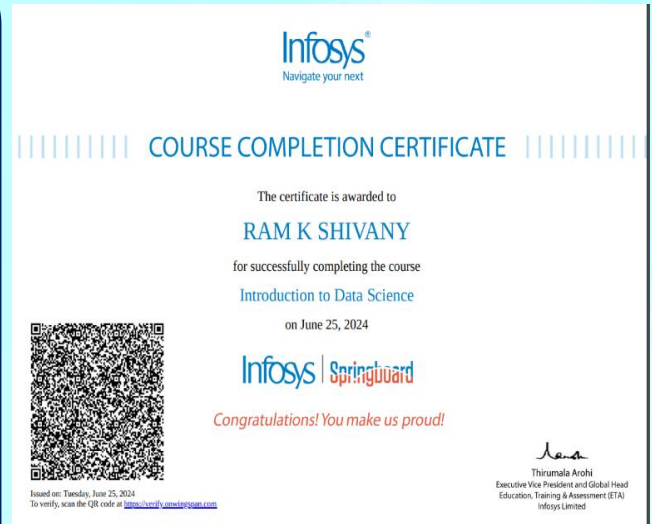 Infosys®
Navigate your next
COURSE COMPLETION CERTIFICATE
The certificate is awarded to
RAM K SHIVANY
for successfully completing the course
Introduction to Data Science
on June 25, 2024
Infosys | Springboard
Congratulations! You make us proud!
Issued on: Tuesday, June 25, 2024
To verify, scan the QR code at https://verify.onwingspan.com
Thirumala Arohi
Executive Vice President and Global Head
Education, Training & Assessment (ETA)
Infosys Limited